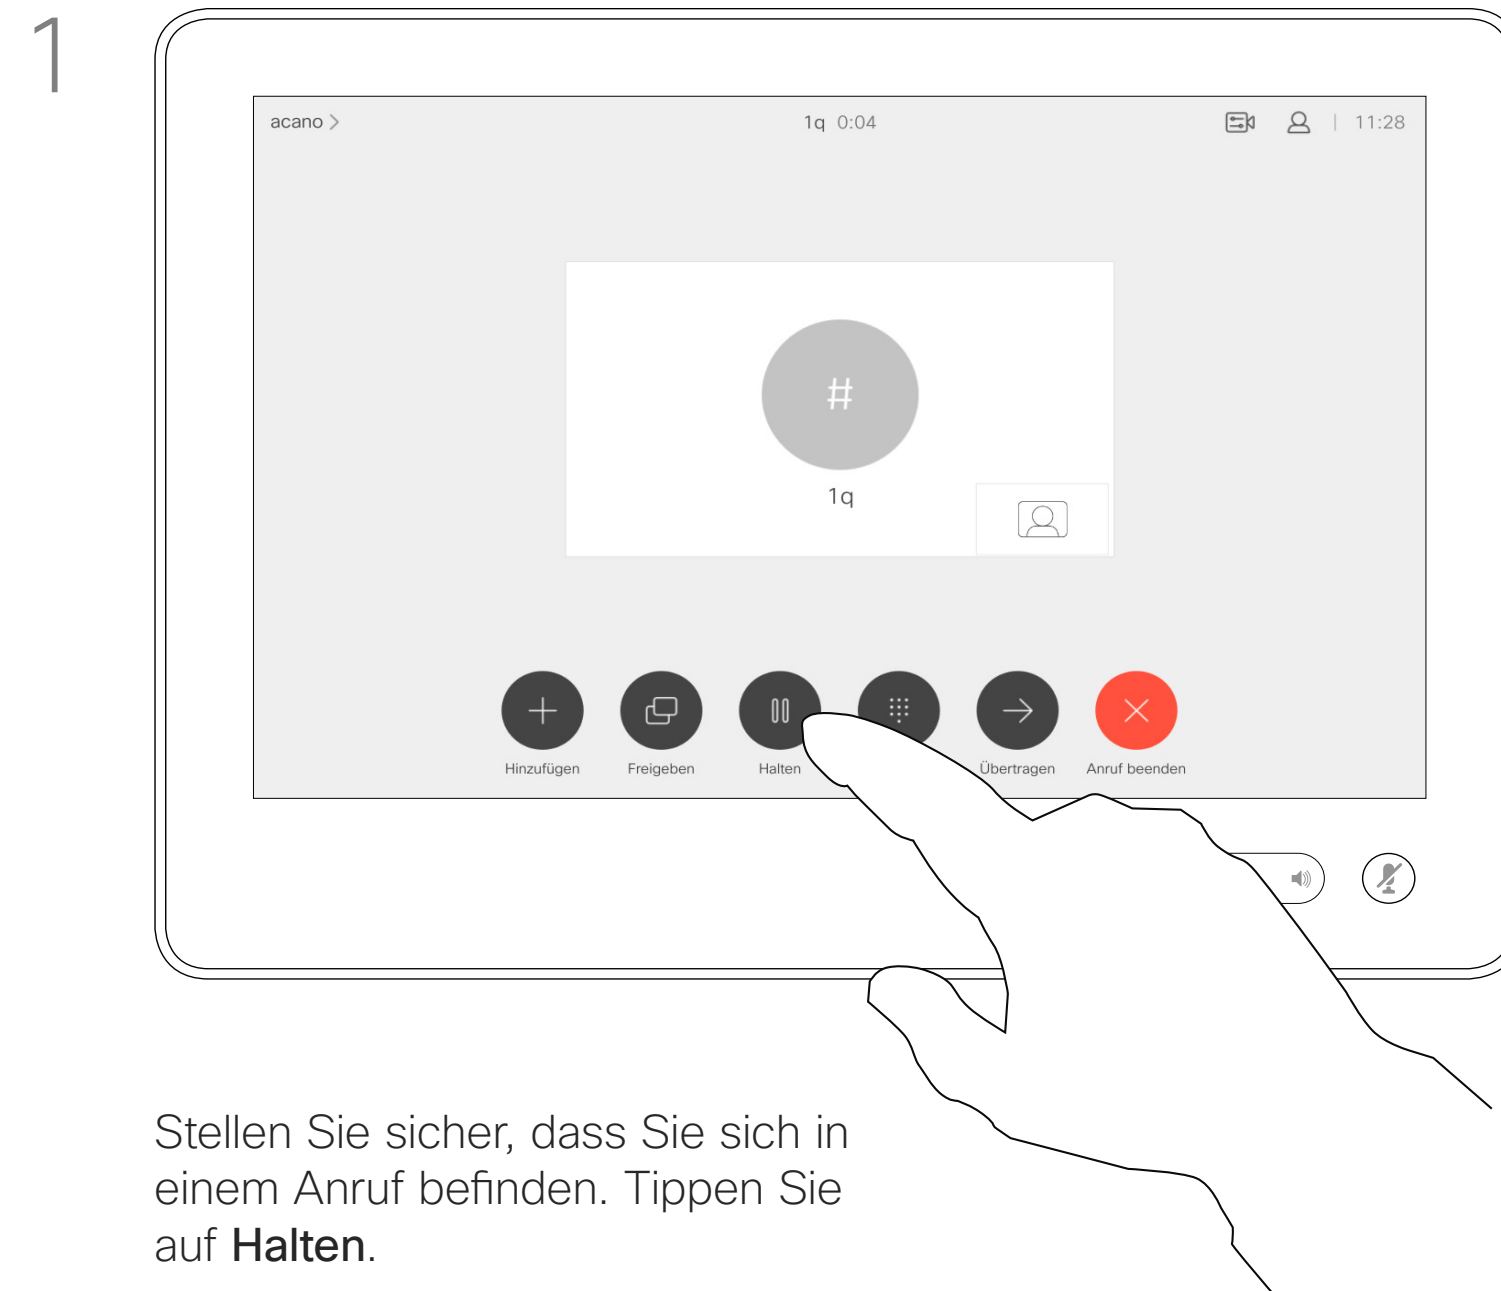 1
acano >
1q 0:04
11:28
#
1q
Hinzufügen
Freigeben
Halten
Übertragen
Anruf beenden
Stellen Sie sicher, dass Sie sich in
einem Anruf befinden. Tippen Sie
auf Halten.